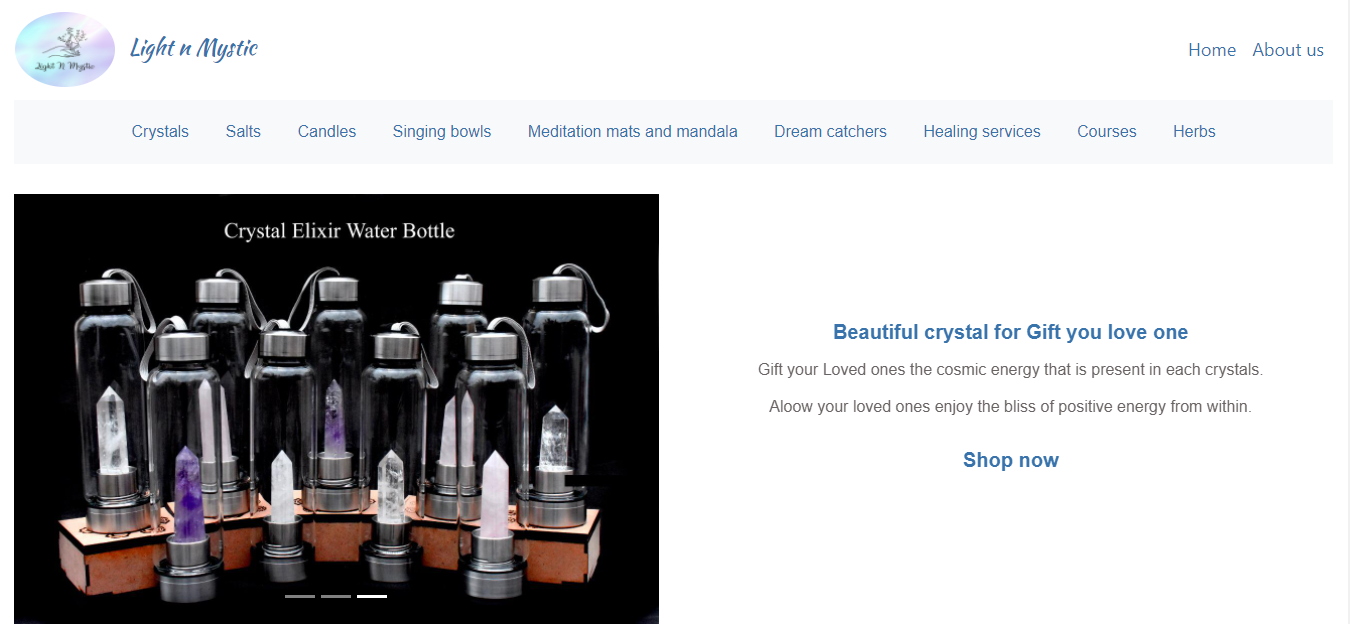 Light N Mystic
Light n Mystic
Home About us
Crystals Salts Candles Singing bowls Meditation mats and mandala Dream catchers Healing services Courses Herbs
Crystal Elixir Water Bottle
Beautiful crystal for Gift you love one
Gift your Loved ones the cosmic energy that is present in each crystals.
Aloow your loved ones enjoy the bliss of positive energy from within.
Shop now